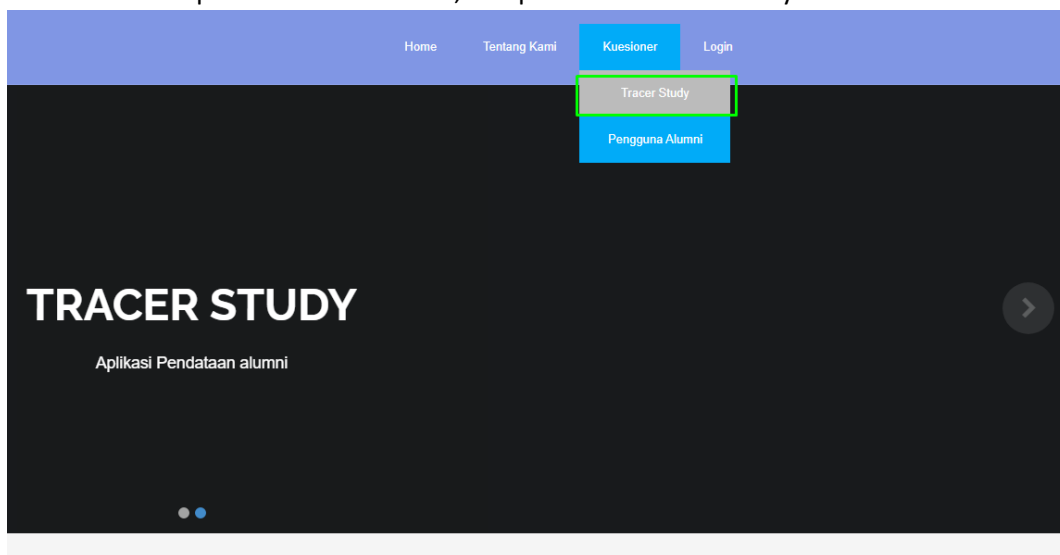 Home Tentang Kami Kuesioner Login
Tracer Study
Pengguna Alumni
TRACER STUDY
Aplikasi Pendataan alumni